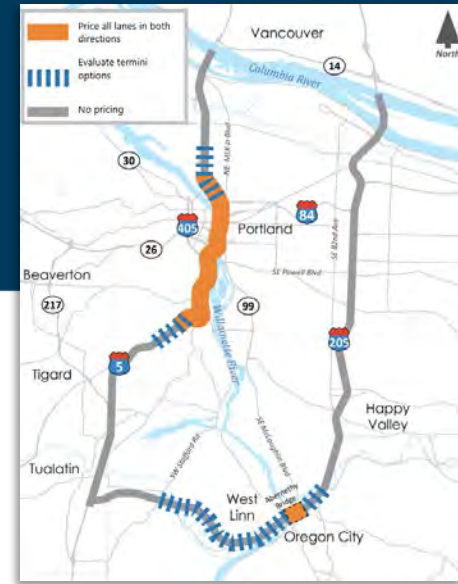 Price all lanes in both
directions
Evaluate termini
options
No pricing
Vancouver
North
14
Columbia River
30
NE MLK Jr Blvd
405
Portland
84
26
SE 82nd Ave
Beaverton
SE Powell Blvd
217
99
Willamette River
205
5
Tigard
Happy
Valley
SE McLoughlin Blvd
Tualatin
SW Stafford Rd
West
Linn
Abernethy
Bridge
Oregon City